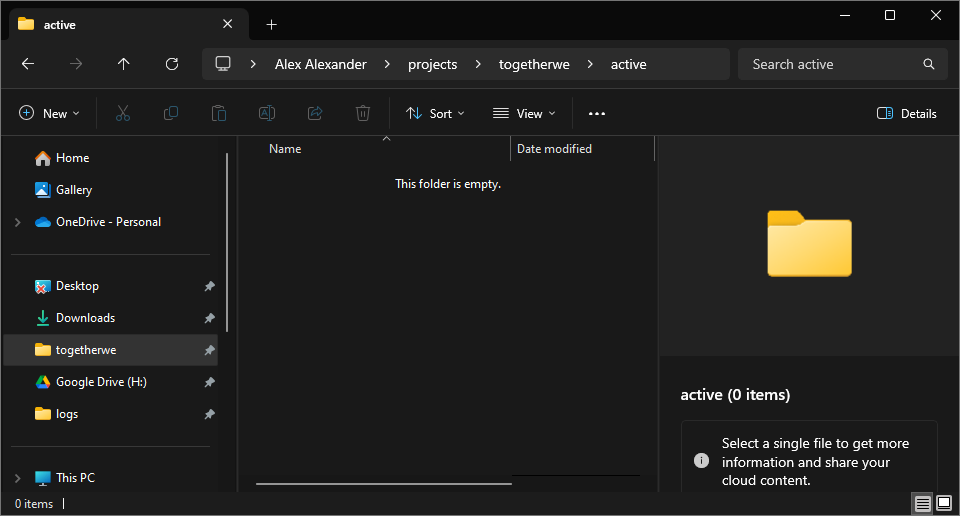 active
Alex Alexander
projects
togetherwe
active
Search active
New
Sort
View
Details
Home
Gallery
OneDrive - Personal
Desktop
Downloads
togetherwe
Google Drive (H:)
logs
This PC
Name
Date modified
This folder is empty.
active (0 items)
Select a single file to get more
information and share your
cloud content.
0 items